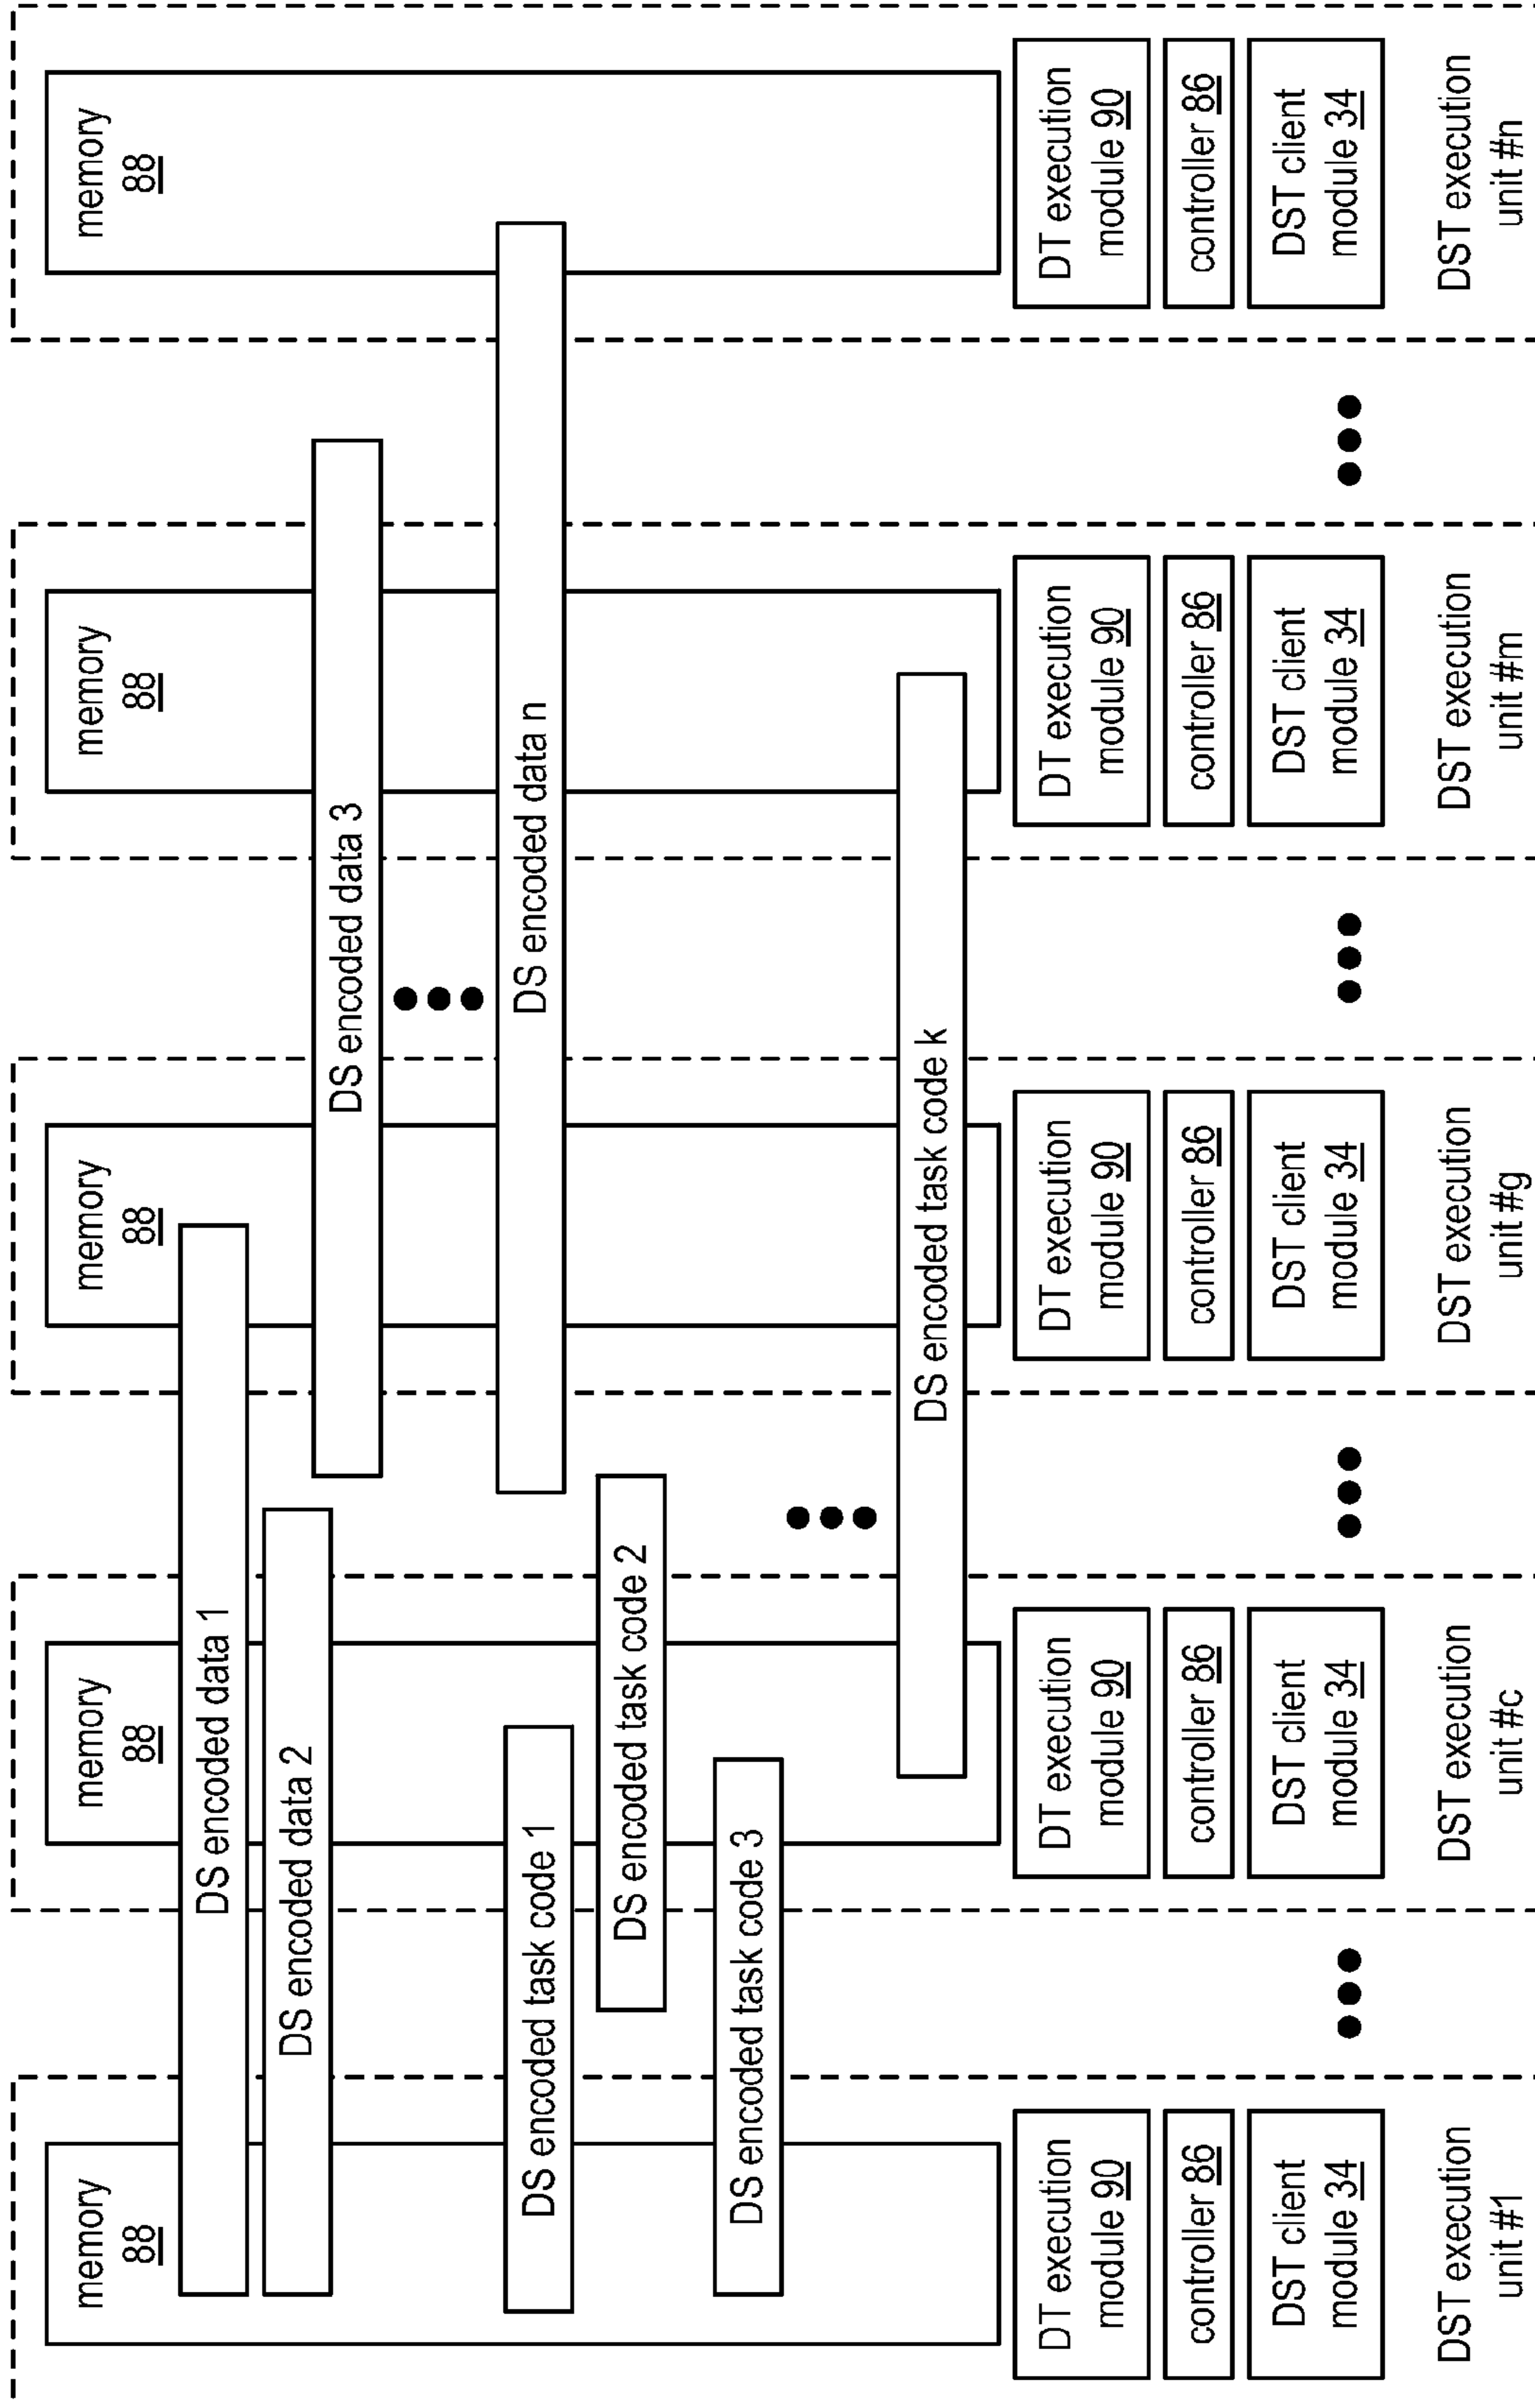 memory
88
memory
88
memory
88
memory
88
memory
88
DS encoded data 1
DS encoded data 2
DS encoded data 3
DS encoded data n
DS encoded task code 1
DS encoded task code 2
DS encoded task code 3
DS encoded task code k
DT execution
module 90
controller 86
DST client
module 34
DST execution
unit #1
DT execution
module 90
controller 86
DST client
module 34
DST execution
unit #c
DT execution
module 90
controller 86
DST client
module 34
DST execution
unit #g
DT execution
module 90
controller 86
DST client
module 34
DST execution
unit #m
DT execution
module 90
controller 86
DST client
module 34
DST execution
unit #n